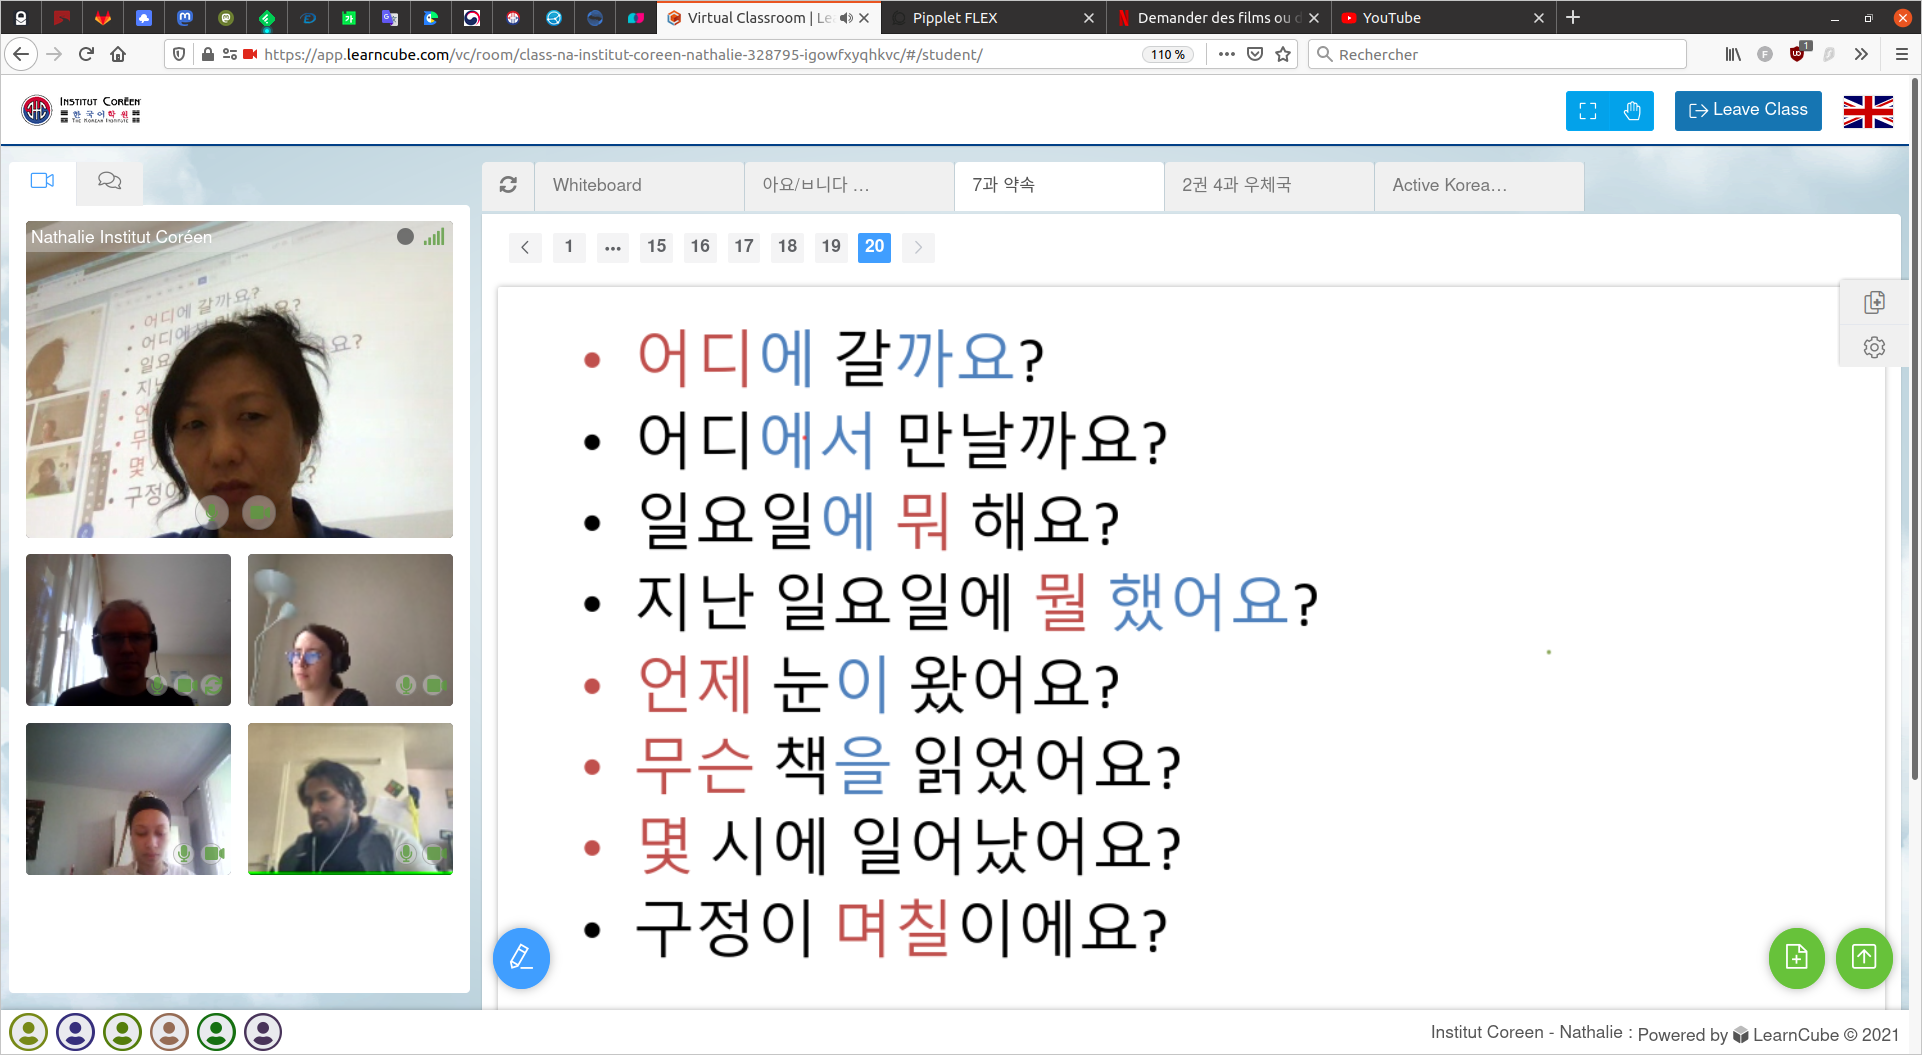 Virtual Classroom | Le
Pipplet FLEX
Demander des films ou d
YouTube
https://app.learncube.com/vc/room/class-na-institut-coreen-nathalie-328795-igowfxyqhkvc/#/student/
110 %
Rechercher
1
INSTITUT CORÉEN
한국어학원
THE KOREAN INSTITUTE
Leave Class
Whiteboard
아요/ㅂ니다 ...
7과 약속
2권 4과 우체국
Active Korea...
Nathalie Institut Coréen
1 ... 15 16 17 18 19 20
• 어디에 갈까요?
• 어디에서 만날까요?
• 일요일에 뭐 해요?
• 지난 일요일에 뭘 했어요?
• 언제 눈이 왔어요?
• 무슨 책을 읽었어요?
• 몇 시에 일어났어요?
• 구정이 며칠이에요?
Institut Coreen - Nathalie : Powered by LearnCube © 2021